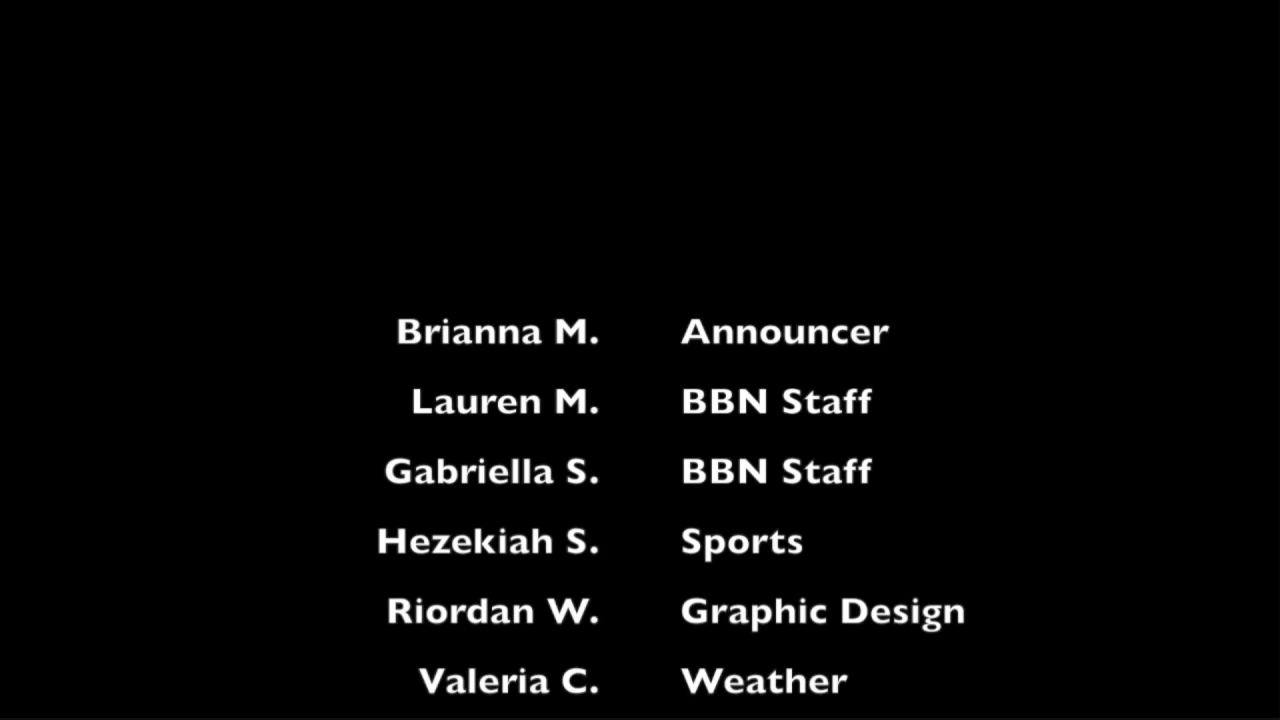 Brianna M. Announcer
Lauren M. BBN Staff
Gabriella S. BBN Staff
Hezekiah S. Sports
Riordan W. Graphic Design
Valeria C. Weather